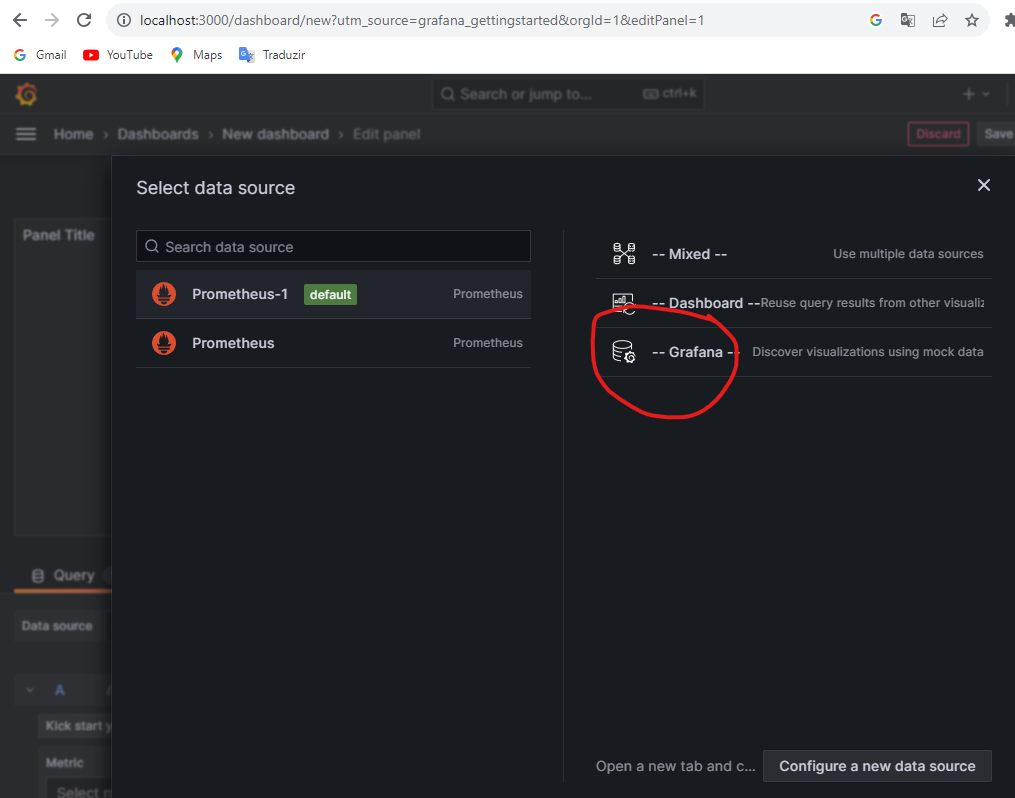 localhost:3000/dashboard/new?utm_source=grafana_gettingstarted&orgId=1&editPanel=1
Gmail YouTube Maps Traduzir
Search or jump to... ctrl+k
Home › Dashboards › New dashboard › Edit panel Discard Save
Select data source
Panel Title
Search data source
Prometheus-1 default Prometheus
Prometheus Prometheus
-- Mixed -- Use multiple data sources
-- Dashboard -- Reuse query results from other visualiz
-- Grafana -- Discover visualizations using mock data
Query
Data source
A
Kick start y
Metric
Select m
Open a new tab and c... Configure a new data source